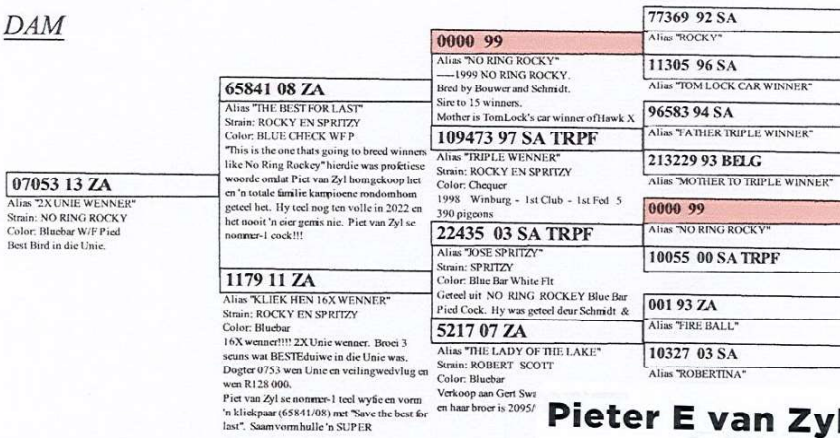 DAM
07053 13 ZA
Alias "2X UNIE WENNER"
Strain: NO RING ROCKY
Color: Bluebar W/F Pied
Best Bird in die Unie.
65841 08 ZA
Alias "THE BEST FOR LAST"
Strain: ROCKY EN SPRITZY
Color: BLUE CHECK WF P
"This is the one thats going to breed winners
like No Ring Rockey" hierdie was profetiese
woorde omdat Piet van Zyl homgekoop het
en 'n totale familie kampioene rondomhom
geteel het. Hy teel nog ten volle in 2022 en
het nooit 'n eier gemis nie. Piet van Zyl se
nommer-1 cock!!!
1179 11 ZA
Alias "KLIEK HEN 16X WENNER"
Strain: ROCKY EN SPRITZY
Color: Bluebar
16X wenner!!!! 2X Unie wenner. Broei 3
seuns wat BESTEduiwe in die Unie was.
Dogter 0753 wen Unie en veilingwedvlug en
wen R128 000.
Piet van Zyl se nommer-1 teel wyfie en vorm
'n kliekpaar (65841/08) met "Save the best for
last". Saamvormhulle 'n SUPER
0000 99
Alias "NO RING ROCKY"
----1999 NO RING ROCKY.
Bred by Bouwer and Schmidt.
Sire to 15 winners.
Mother is TomLock's car winner ofHawk X
109473 97 SA TRPF
Alias "TRIPLE WENNER"
Strain: ROCKY EN SPRITZY
Color: Chequer
1998 Winburg - 1st Club - 1st Fed 5
390 pigeons
22435 03 SA TRPF
Alias "JOSE SPRITZY"
Strain: SPRITZY
Color: Blue Bar White Flt
Geteel uit NO RING ROCKEY Blue Bar
Pied Cock. Hy was geteel deur Schmidt &
5217 07 ZA
Alias "THE LADY OF THE LAKE"
Strain: ROBERT SCOTT
Color: Bluebar
Verkoop aan Gert Swa
en haar broer is 2095/
77369 92 SA
Alias "ROCKY"
11305 96 SA
Alias "TOM LOCK CAR WINNER"
96583 94 SA
Alias "FATHER TRIPLE WINNER"
213229 93 BELG
Alias "MOTHER TO TRIPLE WENNER"
0000 99
Alias "NO RING ROCKY"
10055 00 SA TRPF
001 93 ZA
Alias "FIRE BALL"
10327 03 SA
Alias "ROBERTINA"
Pieter E van Zyl